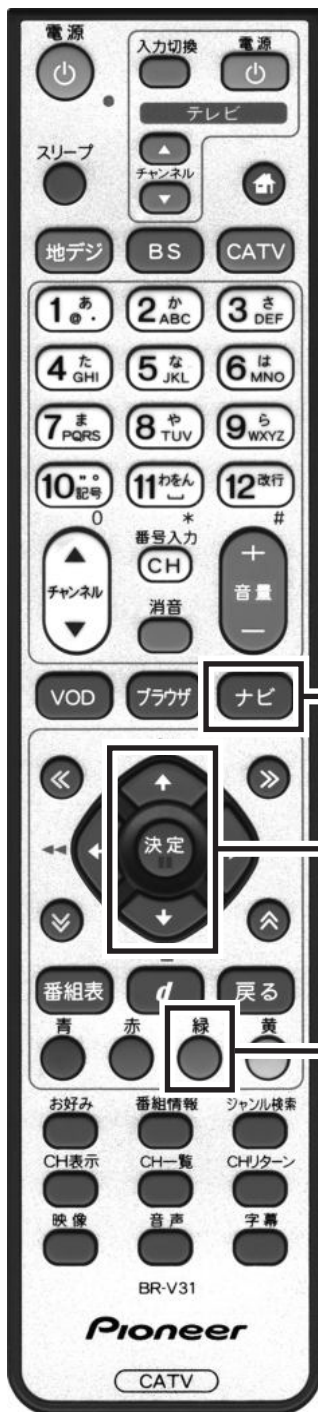 電源
入力切換
電源
テレビ
スリープ
チャンネル
地デジ
BS
CATV
1 あ @.
2 か ABC
3 さ DEF
4 た GHI
5 な JKL
6 は MNO
7 ま PQRS
8 や TUV
9 ら WXYZ
10 ゛゜ 記号
11 わをん
12 改行
0
*
#
チャンネル
番号入力
CH
消音
+
音量
−
VOD
ブラウザ
ナビ
決定
番組表
d
戻る
青
赤
緑
黄
お好み
番組情報
ジャンル検索
CH表示
CH一覧
CHリターン
映像
音声
字幕
BR-V31
Pioneer
CATV